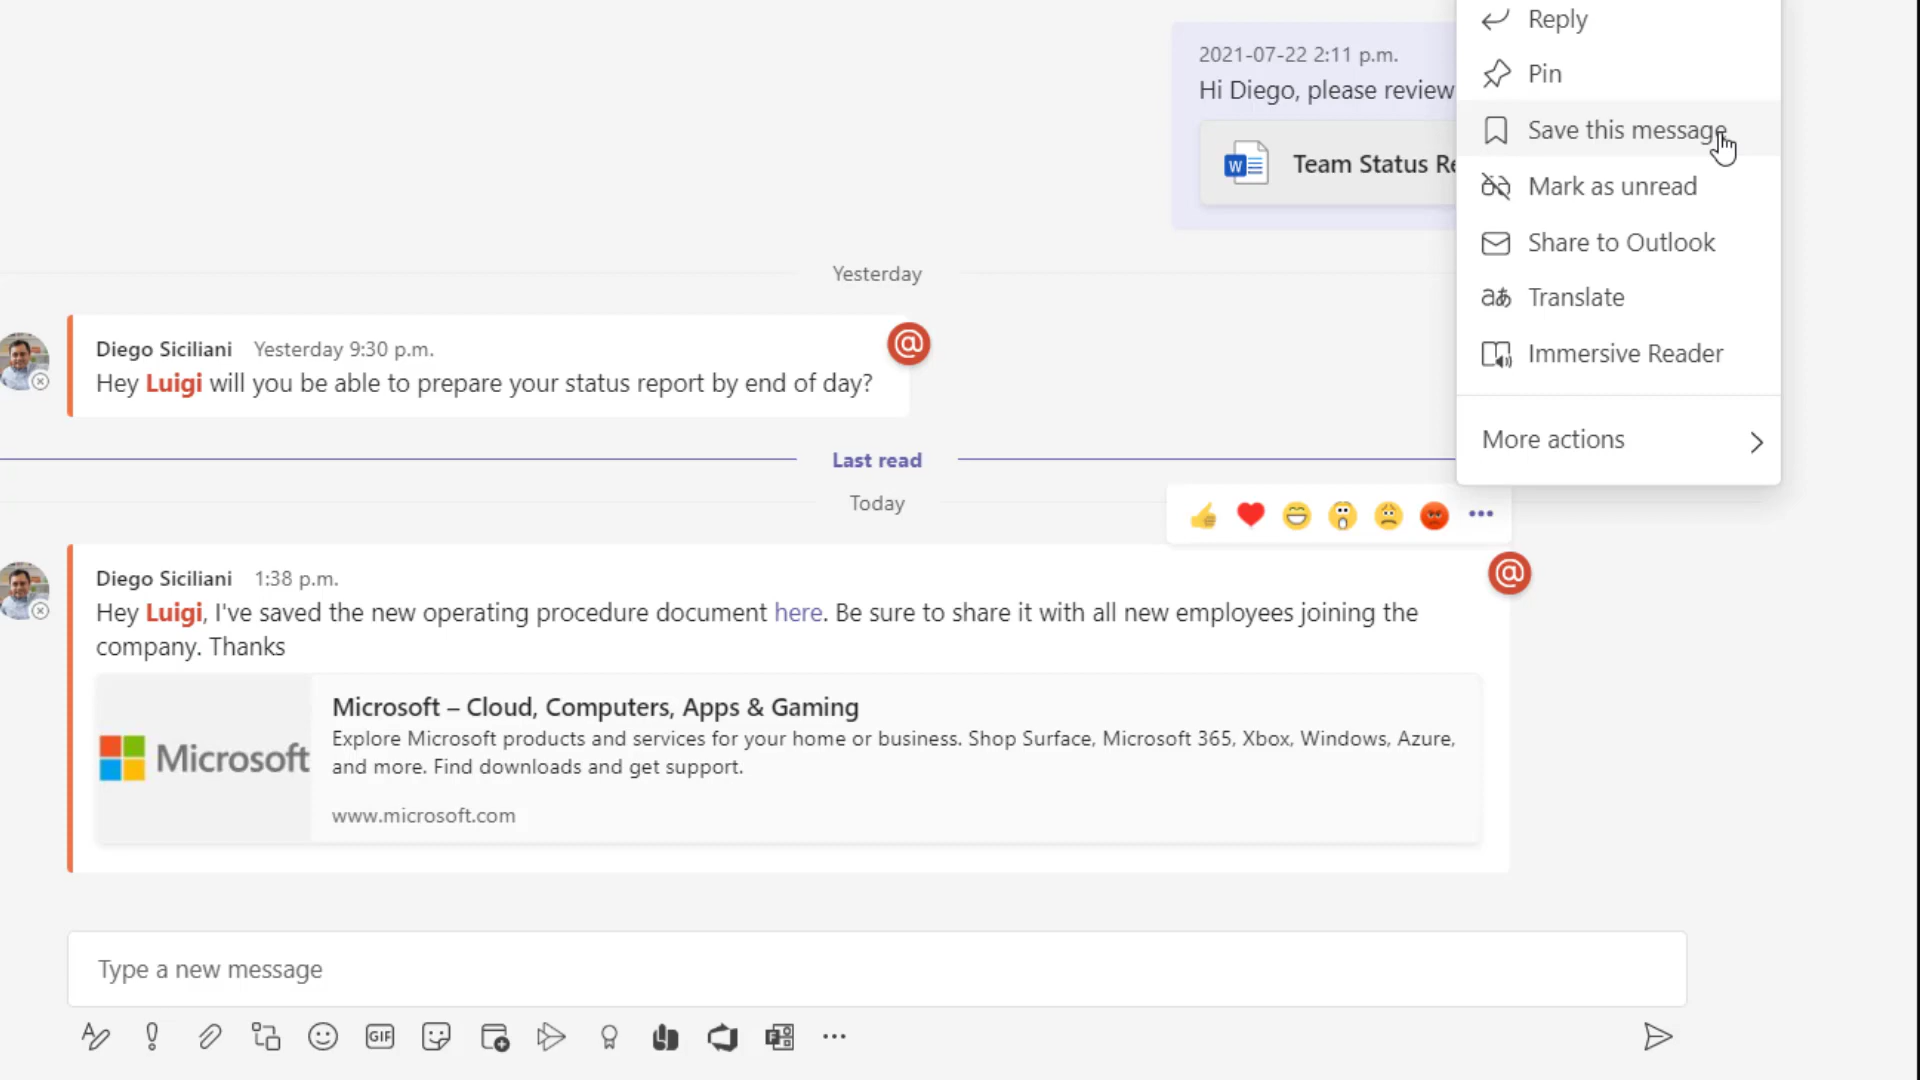 2021-07-22 2:11 p.m.
Hi Diego, please review
Team Status Re
Reply
Pin
Save this message
Mark as unread
Share to Outlook
Translate
Immersive Reader
More actions
Yesterday
Diego Siciliani Yesterday 9:30 p.m.
@
Hey Luigi will you be able to prepare your status report by end of day?
Last read
Today
@
Diego Siciliani 1:38 p.m.
Hey Luigi, I've saved the new operating procedure document here. Be sure to share it with all new employees joining the
company. Thanks
Microsoft
Microsoft – Cloud, Computers, Apps & Gaming
Explore Microsoft products and services for your home or business. Shop Surface, Microsoft 365, Xbox, Windows, Azure,
and more. Find downloads and get support.
www.microsoft.com
Type a new message
GIF